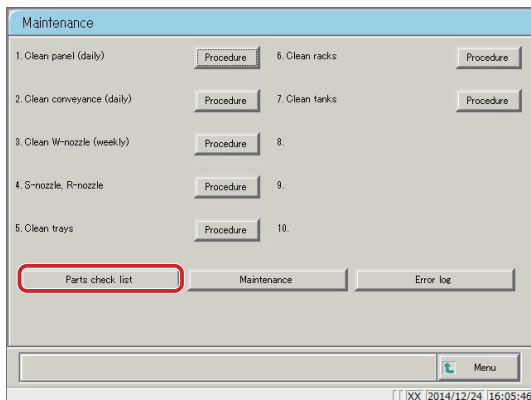 Maintenance
1. Clean panel (daily) Procedure 6. Clean racks Procedure
2. Clean conveyance (daily) Procedure 7. Clean tanks Procedure
3. Clean W-nozzle (weekly) Procedure 8.
4. S-nozzle, R-nozzle Procedure 9.
5. Clean trays Procedure 10.
Parts check list Maintenance Error log
Menu
XX 2014/12/24 16:05:46